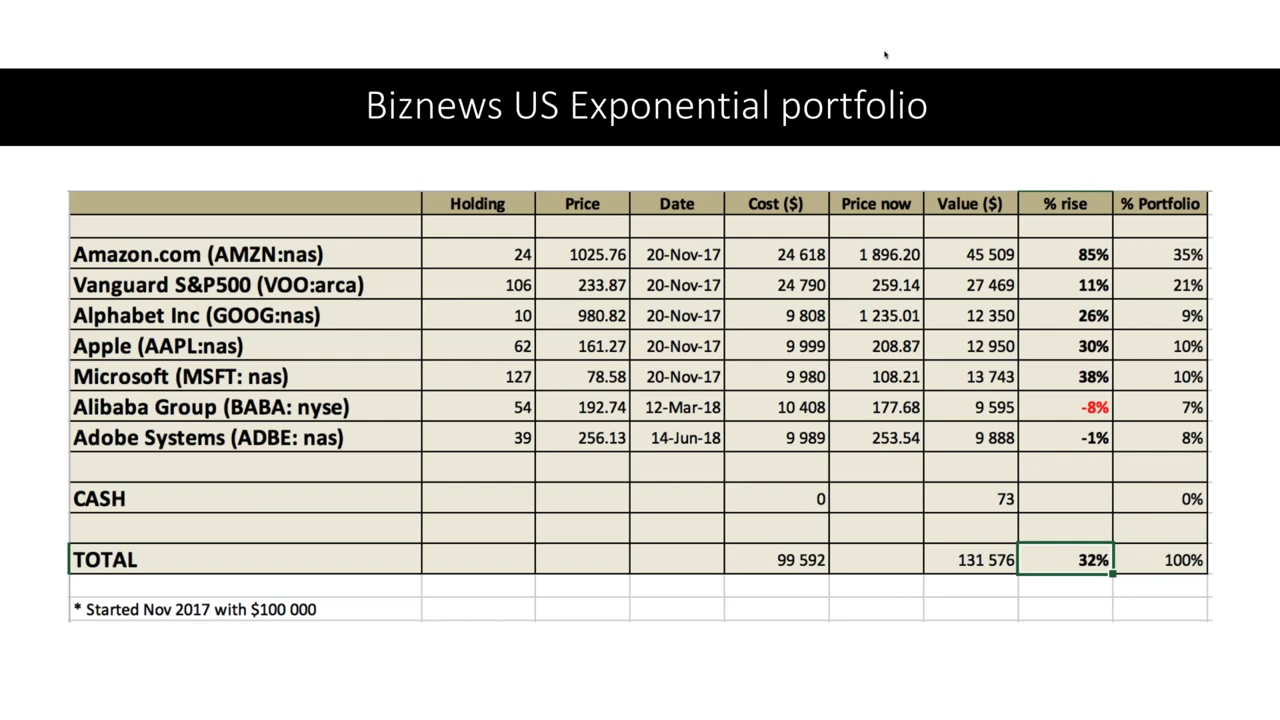 Biznews US Exponential portfolio
Holding Price Date Cost ($) Price now Value ($) % rise % Portfolio
Amazon.com (AMZN:nas) 24 1025.76 20-Nov-17 24 618 1 896.20 45 509 85% 35%
Vanguard S&P500 (VOO:arca) 106 233.87 20-Nov-17 24 790 259.14 27 469 11% 21%
Alphabet Inc (GOOG:nas) 10 980.82 20-Nov-17 9 808 1 235.01 12 350 26% 9%
Apple (AAPL:nas) 62 161.27 20-Nov-17 9 999 208.87 12 950 30% 10%
Microsoft (MSFT: nas) 127 78.58 20-Nov-17 9 980 108.21 13 743 38% 10%
Alibaba Group (BABA: nyse) 54 192.74 12-Mar-18 10 408 177.68 9 595 -8% 7%
Adobe Systems (ADBE: nas) 39 256.13 14-Jun-18 9 989 253.54 9 888 -1% 8%
CASH 0 73 0%
TOTAL 99 592 131 576 32% 100%
* Started Nov 2017 with $100 000